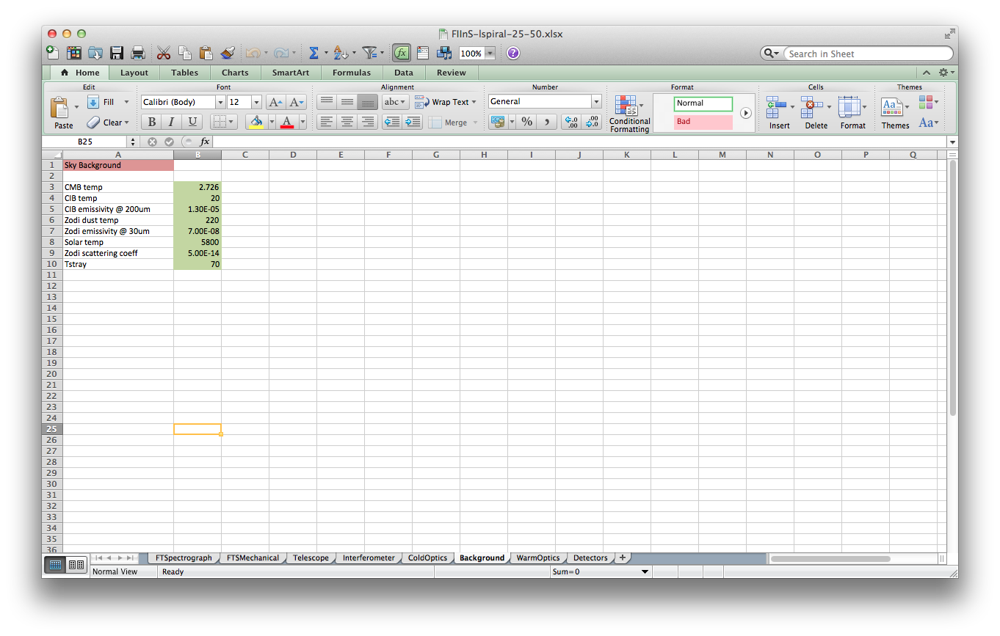 FIInS-Ispiral-25-50.xlsx
100%
Search in Sheet
Home Layout Tables Charts SmartArt Formulas Data Review
Edit Font Alignment Number Format Cells Themes
Fill Calibri (Body) 12 A A abc Wrap Text General Normal
Paste Clear B I U A Merge % , .0 .00 .00 .0 Conditional Formatting Bad Insert Delete Format Aa Themes Aa
B25 fx
A B C D E F G H I J K L M N O P Q
1 Sky Background
2
3 CMB temp 2.726
4 CIB temp 20
5 CIB emissivity @ 200um 1.30E-05
6 Zodi dust temp 220
7 Zodi emissivity @ 30um 7.00E-08
8 Solar temp 5800
9 Zodi scattering coeff 5.00E-14
10 Tstray 70
11
12
13
14
15
16
17
18
19
20
21
22
23
24
25
26
27
28
29
30
31
32
33
34
35
36
FTSpectrograph FTSMechanical Telescope Interferometer ColdOptics Background WarmOptics Detectors +
Normal View Ready Sum=0